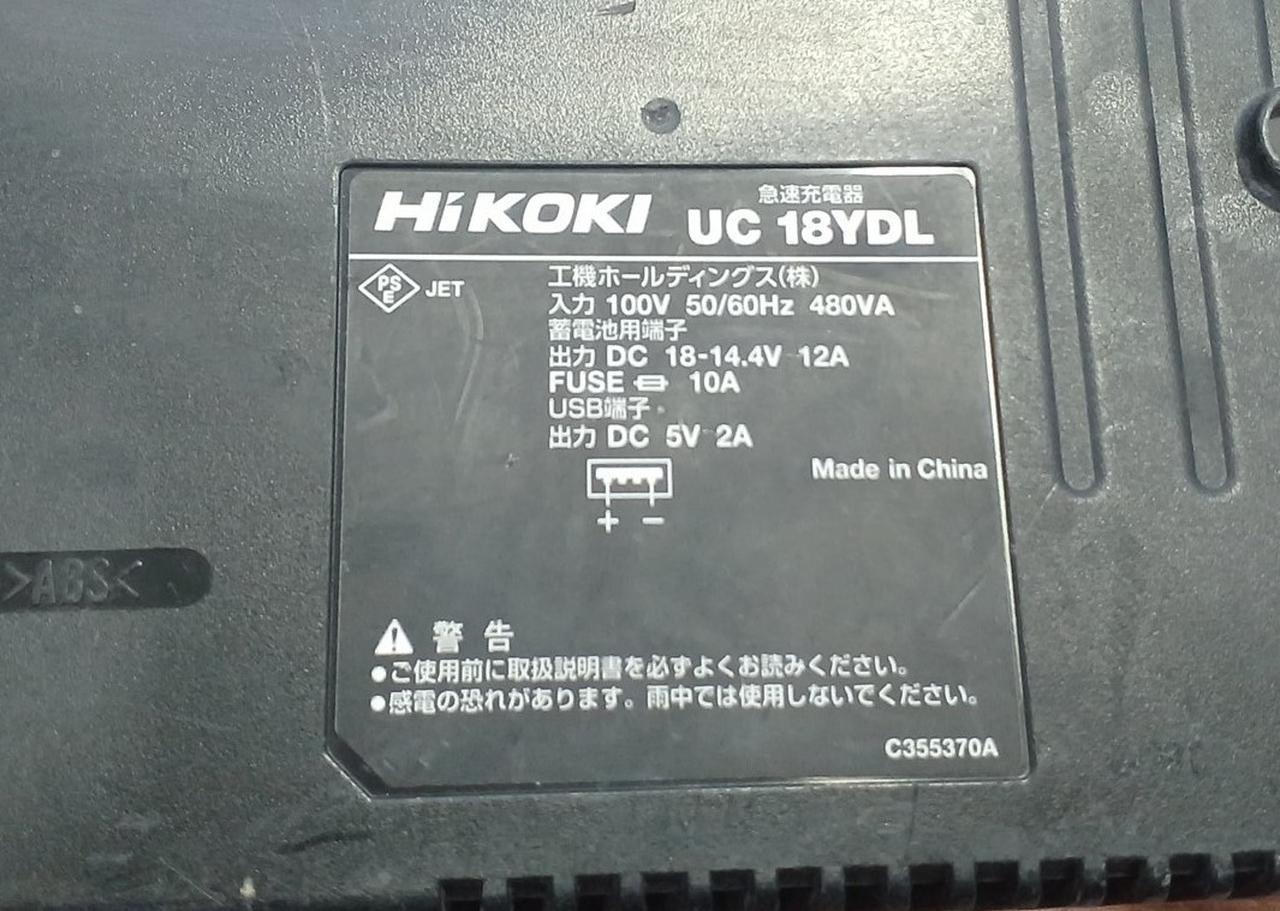 HiKOKI
急速充電器
UC 18YDL
PS
E
JET
工機ホールディングス(株)
入力 100V 50/60Hz 480VA
蓄電池用端子
出力 DC 18-14.4V 12A
FUSE 10A
USB端子
出力 DC 5V 2A
Made in China
+ −
>ABS<
警告
●ご使用前に取扱説明書を必ずよくお読みください。
●感電の恐れがあります。雨中では使用しないでください。
C355370A